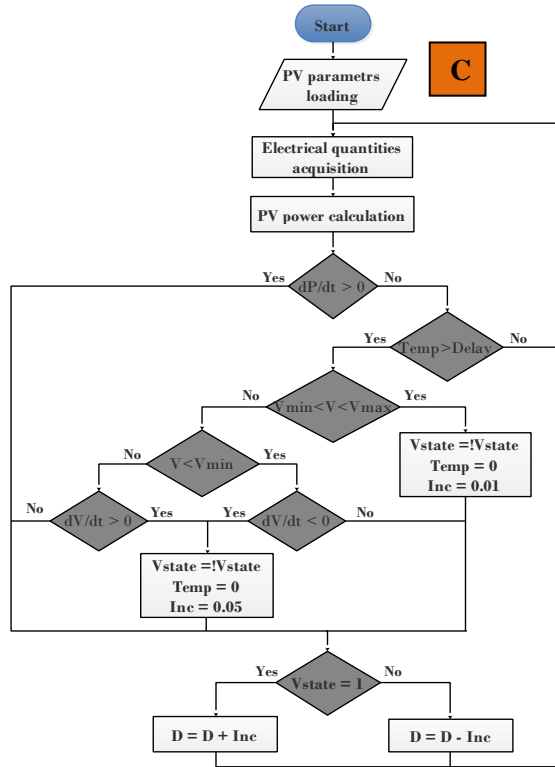 Start
C
PV parametrs
loading
Electrical quantities
acquisition
PV power calculation
Yes
dP/dt > 0
No
Yes
Temp>Delay
No
No
Vmin<V<Vmax
Yes
Vstate =!Vstate
Temp = 0
Inc = 0.01
No
V<Vmin
Yes
No
dV/dt > 0
Yes
Yes
dV/dt < 0
No
Vstate =!Vstate
Temp = 0
Inc = 0.05
Yes
Vstate = 1
No
D = D + Inc
D = D - Inc